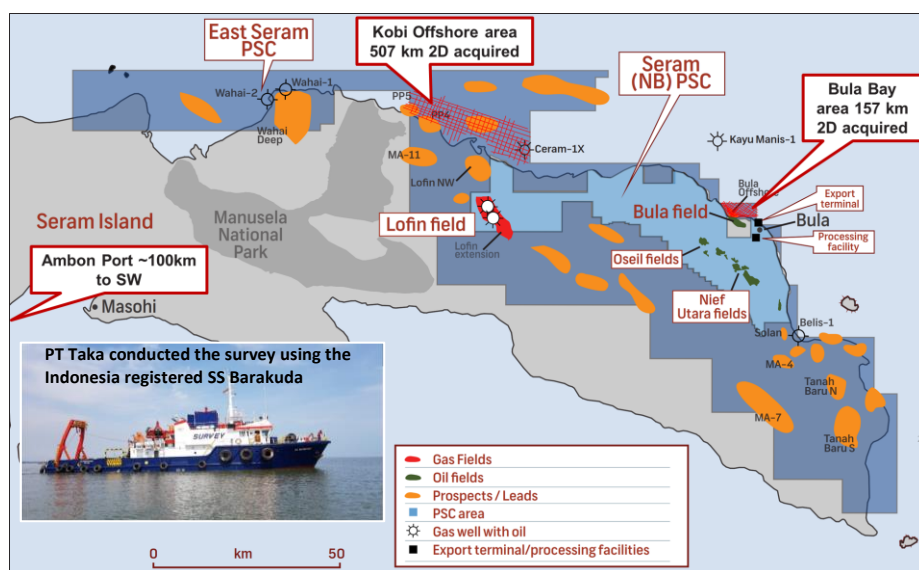 East Seram
PSC
Kobi Offshore area
507 km 2D acquired
Seram
(NB) PSC
Bula Bay
area 157 km
2D acquired
Wahai-1
Wahai-2
Wahai
Deep
PP5
PP4
Ceram-1X
Kayu Manis-1
MA-11
Lofin NW
Bula
Offshore
Export
terminal
Bula field
Bula
Processing
facility
Seram Island
Manusela
National
Park
Lofin field
Lofin
extension
Oseil fields
Nief
Utara fields
Ambon Port ~100km
to SW
Masohi
Belis-1
Solan
MA-4
Tanah
Baru N
MA-7
Tanah
Baru S
PT Taka conducted the survey using the
Indonesia registered SS Barakuda
SURVEY
Gas Fields
Oil fields
Prospects / Leads
PSC area
Gas well with oil
Export terminal/processing facilities
0 km 50